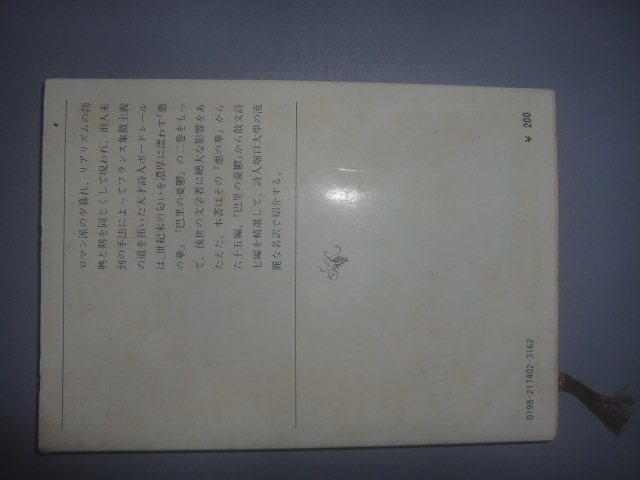 ロマン派の夕暮れ、リアリズムの勃
興と期を同じくして現われ、前人未
到の手法によってフランス象徴主義
の道を拓いた天才詩人ボードレール
は、世紀末の匂いを濃厚に漂わす『悪
の華』『巴里の憂鬱』の二巻をもっ
て、後世の文学者に絶大な影響をあ
たえた。本書はその『悪の華』から
六十五編、『巴里の憂鬱』から散文詩
七編を精選して、詩人堀口大學の流
麗な名訳で紹介する。
¥ 200
0198-217402-3162